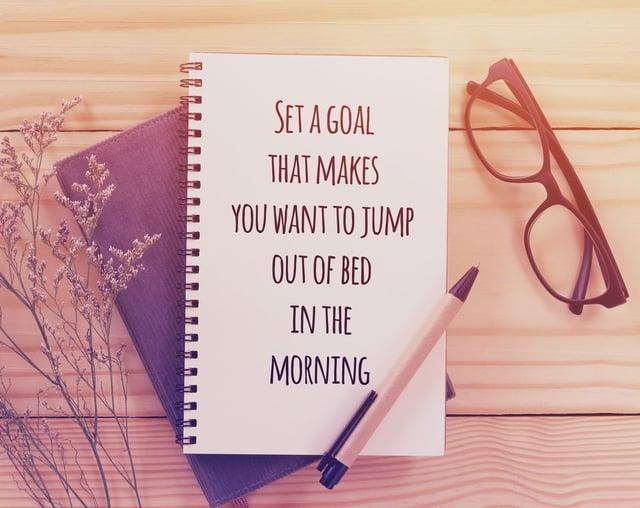 SET A GOAL
THAT MAKES
YOU WANT TO JUMP
OUT OF BED
IN THE
MORNING